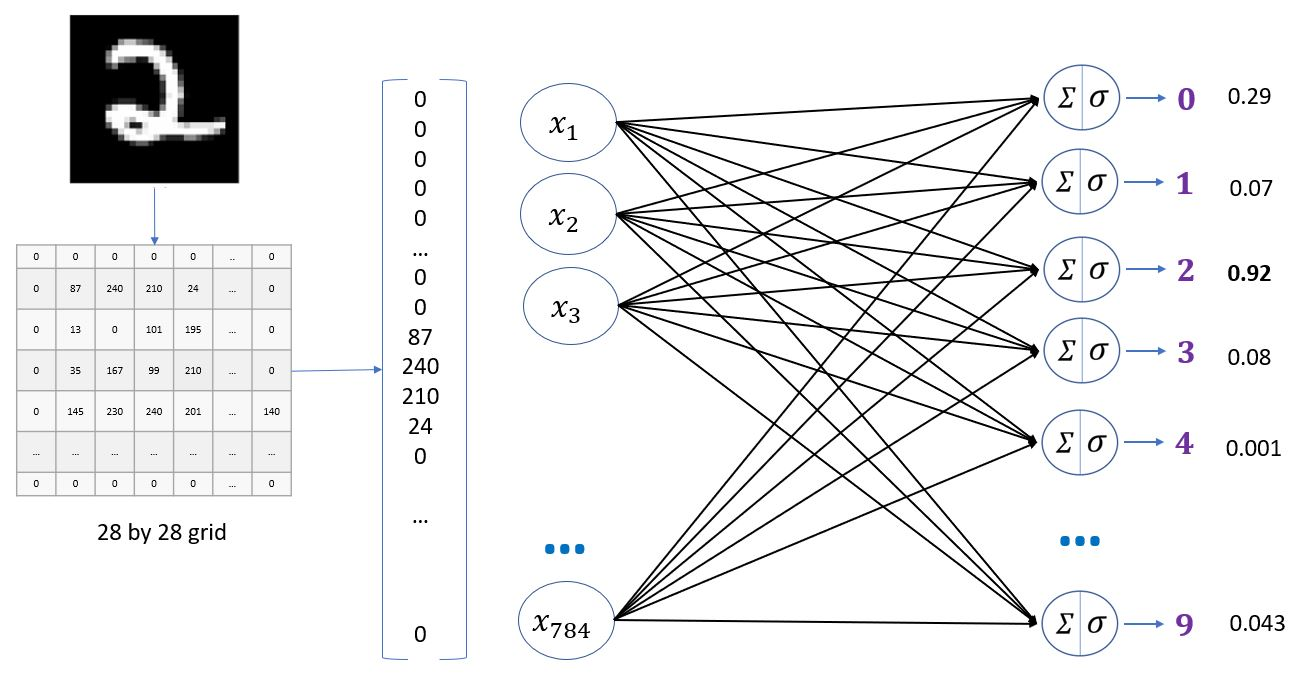 0 0 0 0 0 .. 0
0 87 240 210 24 ... 0
0 13 0 101 195 ... 0
0 35 167 99 210 ... 0
0 145 230 240 201 ... 140
... ... ... ... ... ... ...
0 0 0 0 0 ... 0
28 by 28 grid
0
0
0
0
0
...
0
0
87
240
210
24
0
...
0
x₁
x₂
x₃
...
x₇₈₄
Σ σ 0 0.29
Σ σ 1 0.07
Σ σ 2 0.92
Σ σ 3 0.08
Σ σ 4 0.001
...
Σ σ 9 0.043